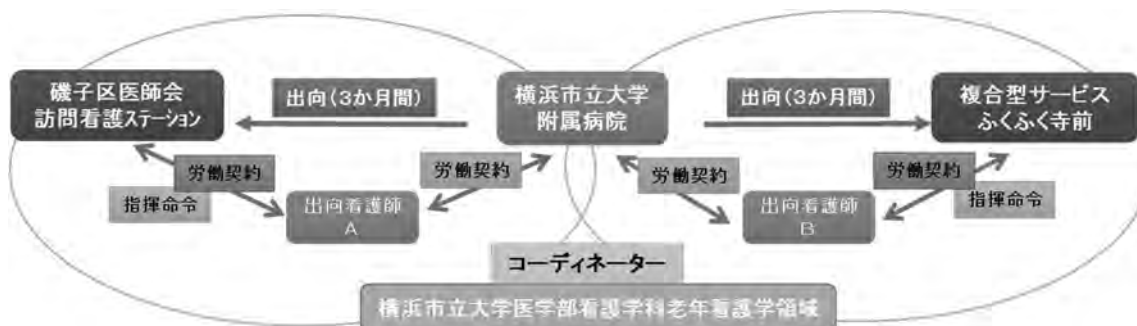 磯子区医師会
訪問看護ステーション
出向（3か月間）
横浜市立大学
附属病院
出向（3か月間）
複合型サービス
ふくふく寺前
労働契約
指揮命令
労働契約
出向看護師
A
労働契約
出向看護師
B
労働契約
指揮命令
コーディネーター
横浜市立大学医学部看護学科老年看護学領域